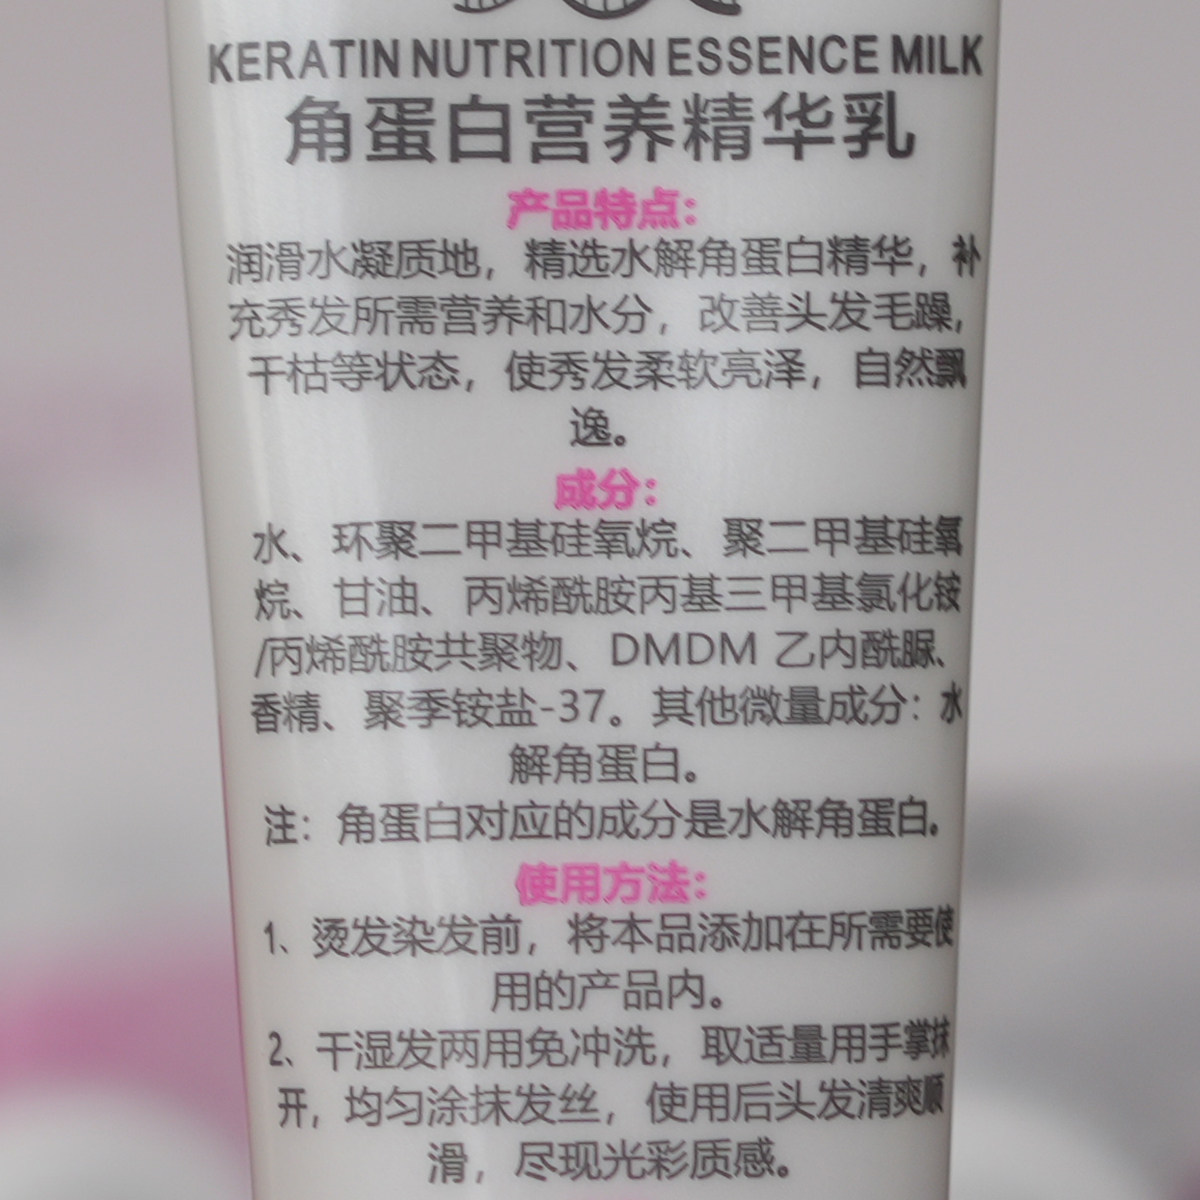 KERATIN NUTRITION ESSENCE MILK
角蛋白营养精华乳
产品特点：
润滑水凝质地，精选水解角蛋白精华，补
充秀发所需营养和水分，改善头发毛躁，
干枯等状态，使秀发柔软亮泽，自然飘
逸。
成分：
水、环聚二甲基硅氧烷、聚二甲基硅氧
烷、甘油、丙烯酰胺丙基三甲基氯化铵
/丙烯酰胺共聚物、DMDM 乙内酰脲、
香精、聚季铵盐-37。其他微量成分：水
解角蛋白。
注：角蛋白对应的成分是水解角蛋白。
使用方法：
1、烫发染发前，将本品添加在所需要使
用的产品内。
2、干湿发两用免冲洗，取适量用手掌抹
开，均匀涂抹发丝，使用后头发清爽顺
滑，尽现光彩质感。